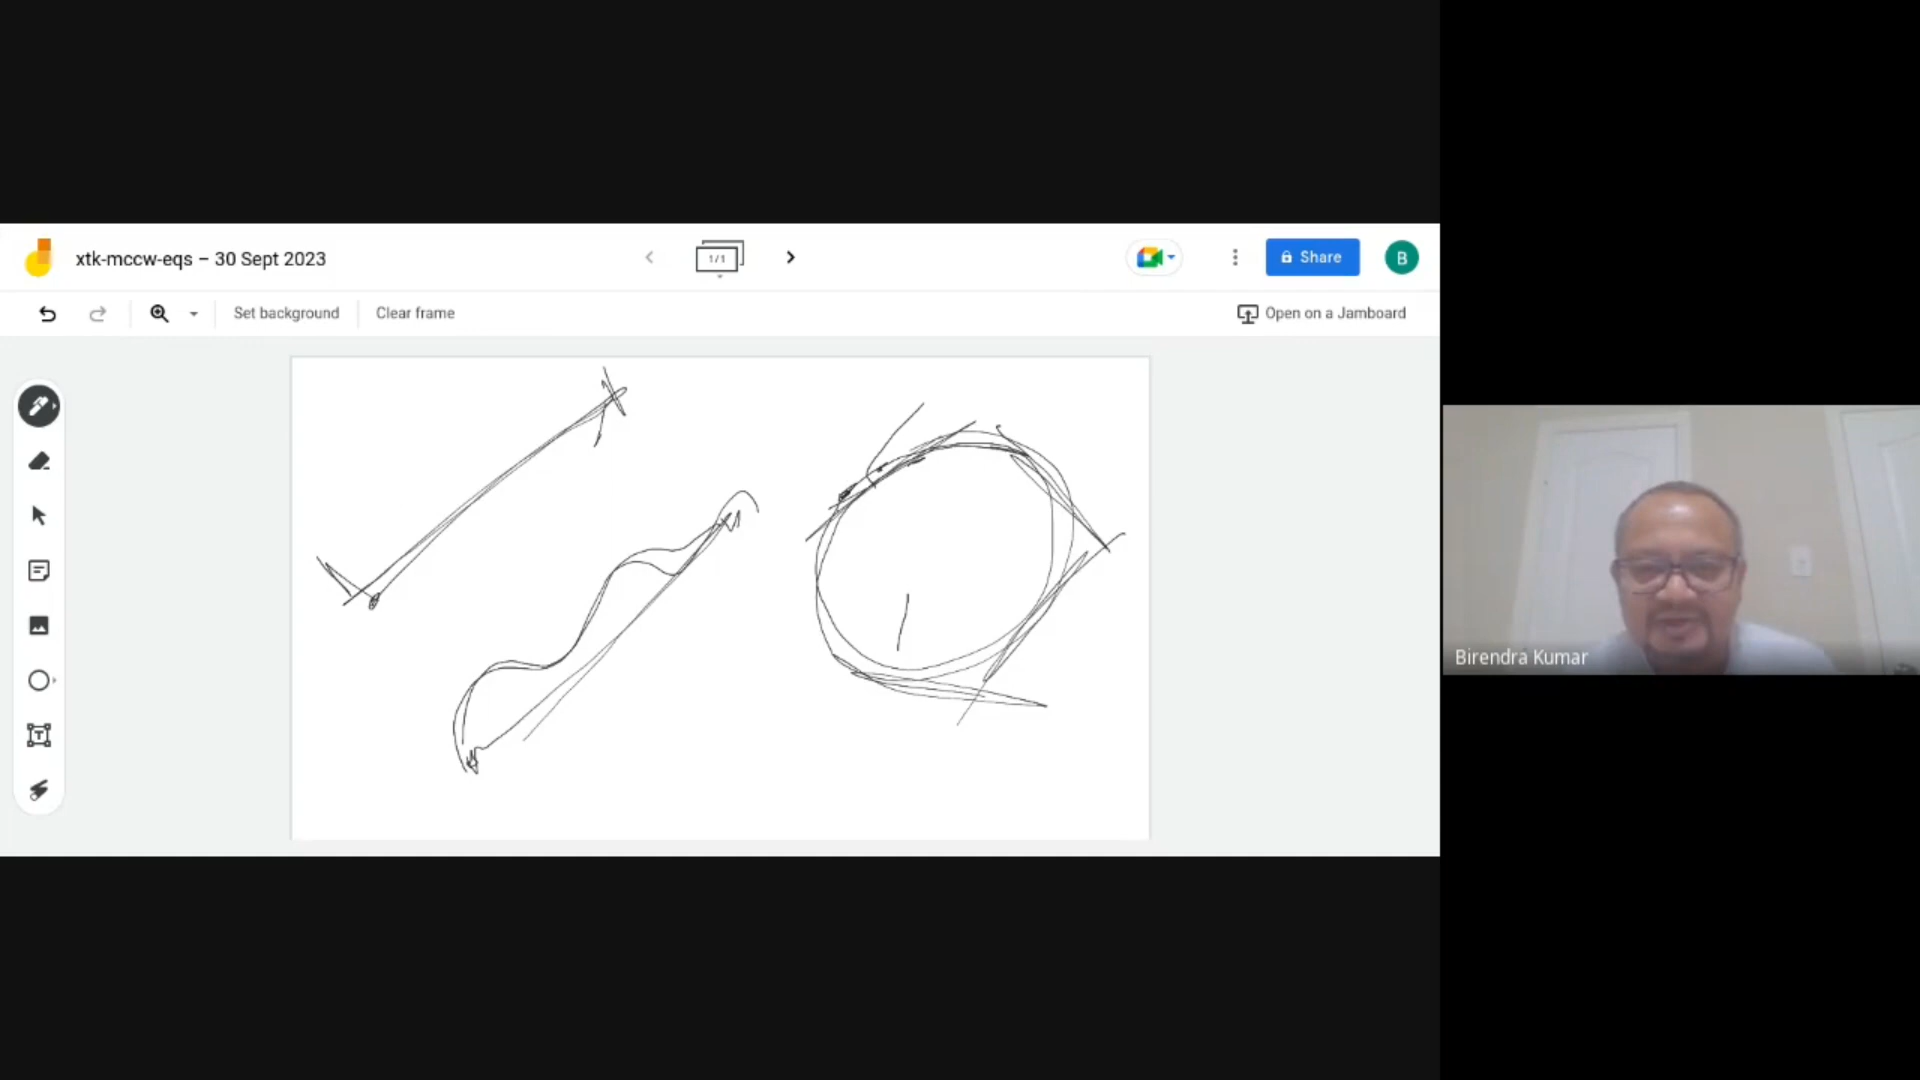 xtk-mccw-eqs – 30 Sept 2023
1/1
Share
B
Set background
Clear frame
Open on a Jamboard
Birendra Kumar